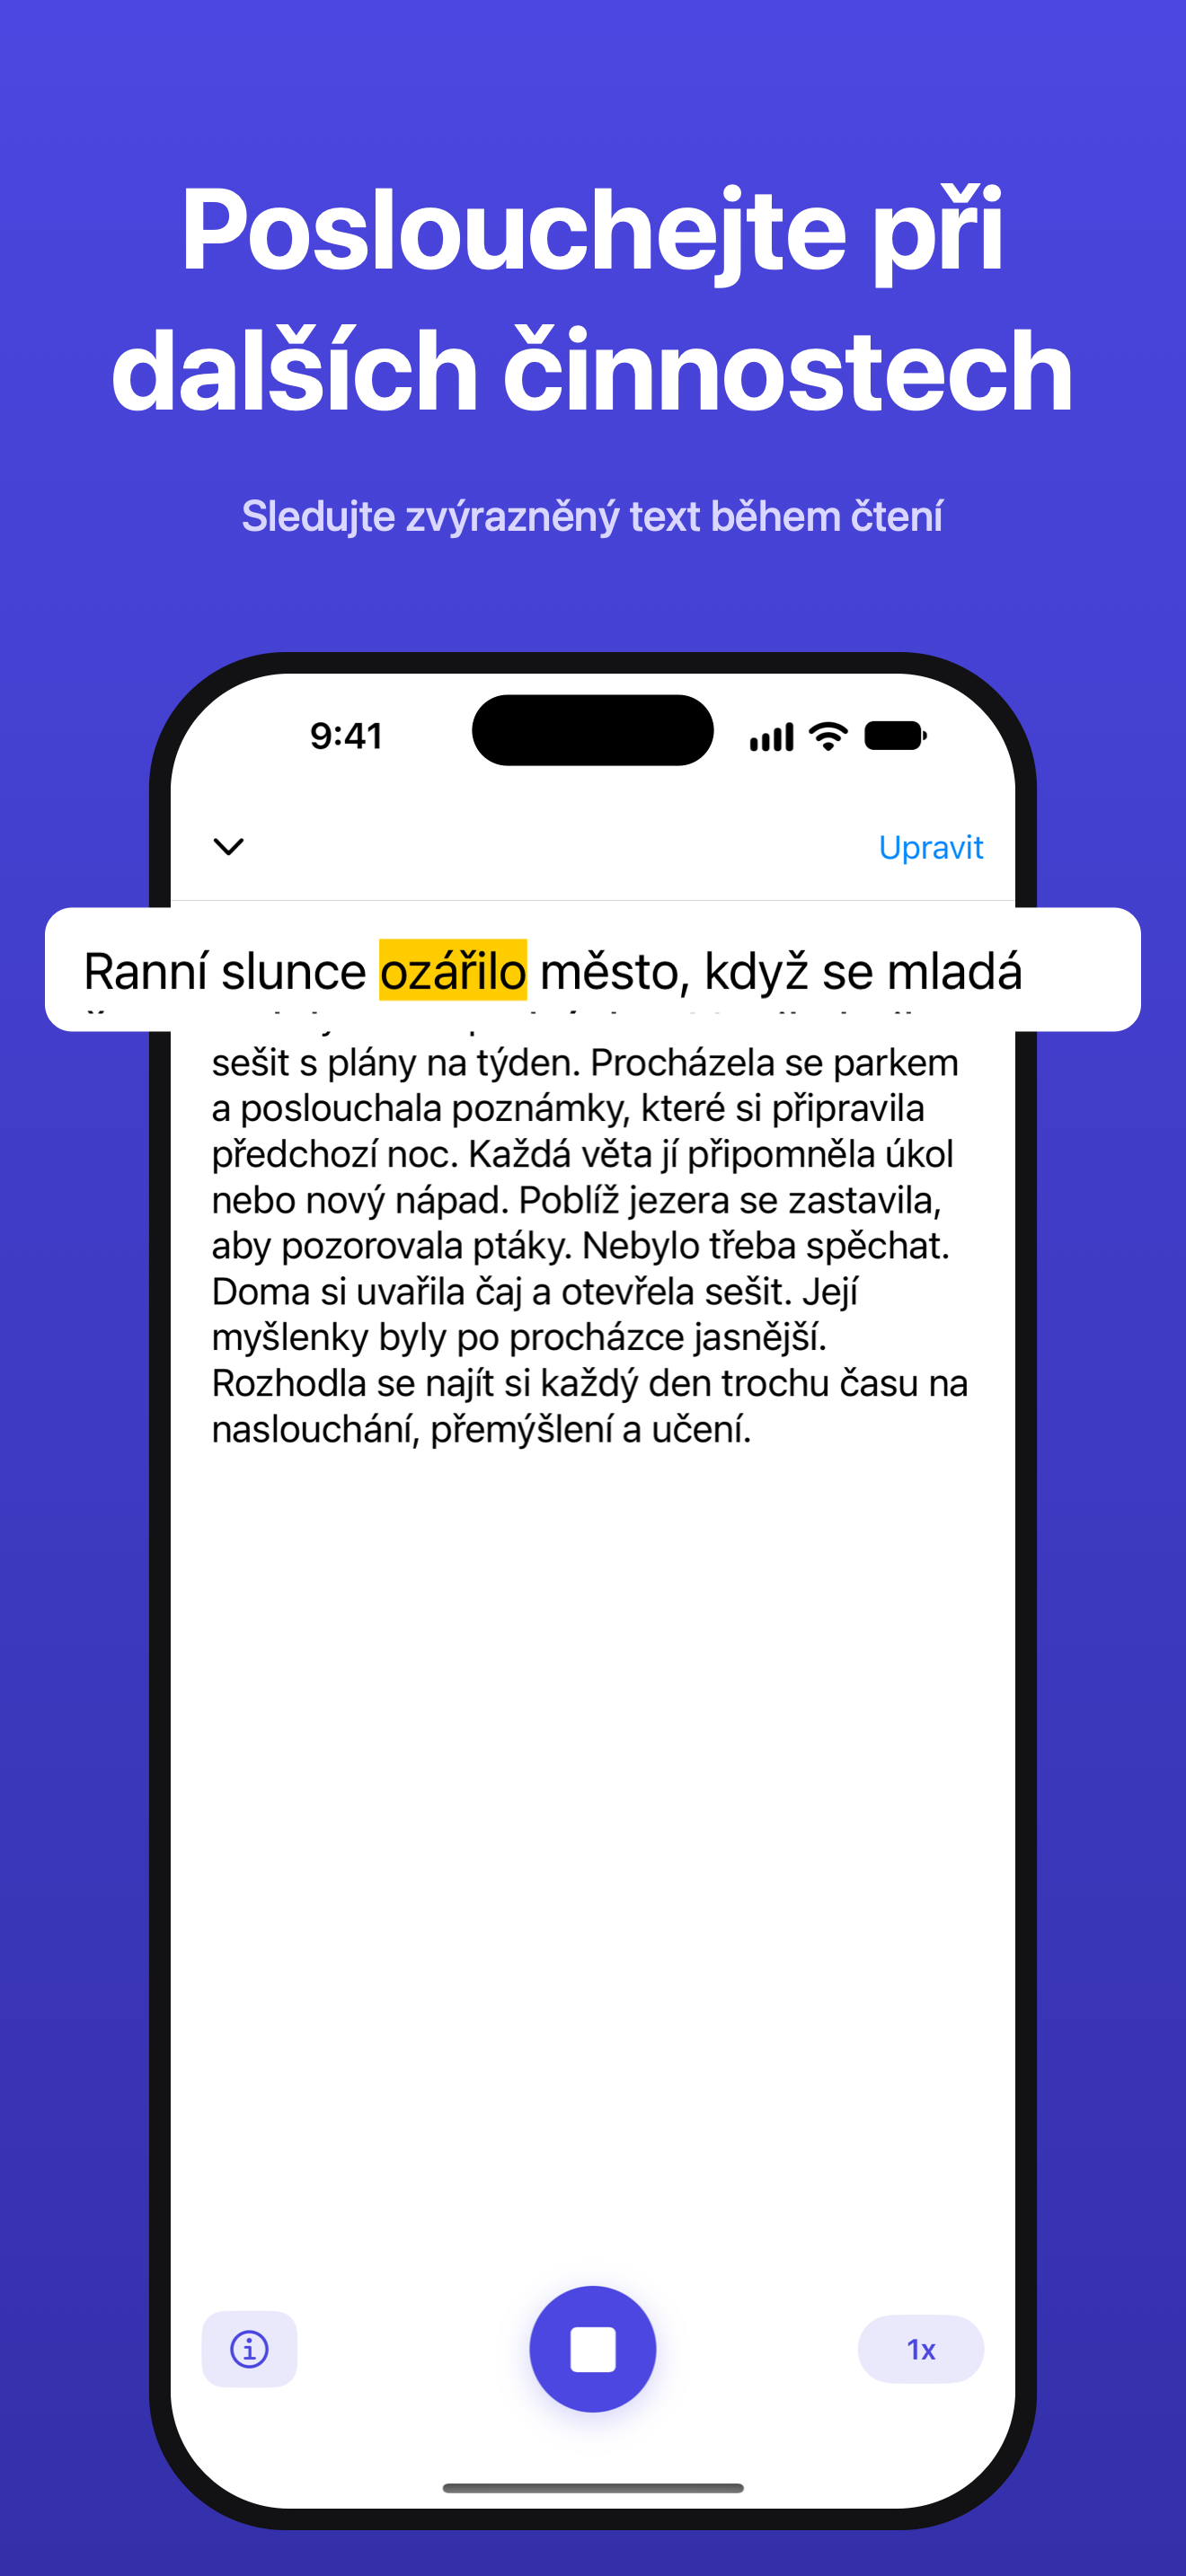 Poslouchejte při
dalších činnostech
Sledujte zvýrazněný text během čtení
9:41
Upravit
Ranní slunce ozářilo město, když se mladá
sešit s plány na týden. Procházela se parkem
a poslouchala poznámky, které si připravila
předchozí noc. Každá věta jí připomněla úkol
nebo nový nápad. Poblíž jezera se zastavila,
aby pozorovala ptáky. Nebylo třeba spěchat.
Doma si uvařila čaj a otevřela sešit. Její
myšlenky byly po procházce jasnější.
Rozhodla se najít si každý den trochu času na
naslouchání, přemýšlení a učení.
1x